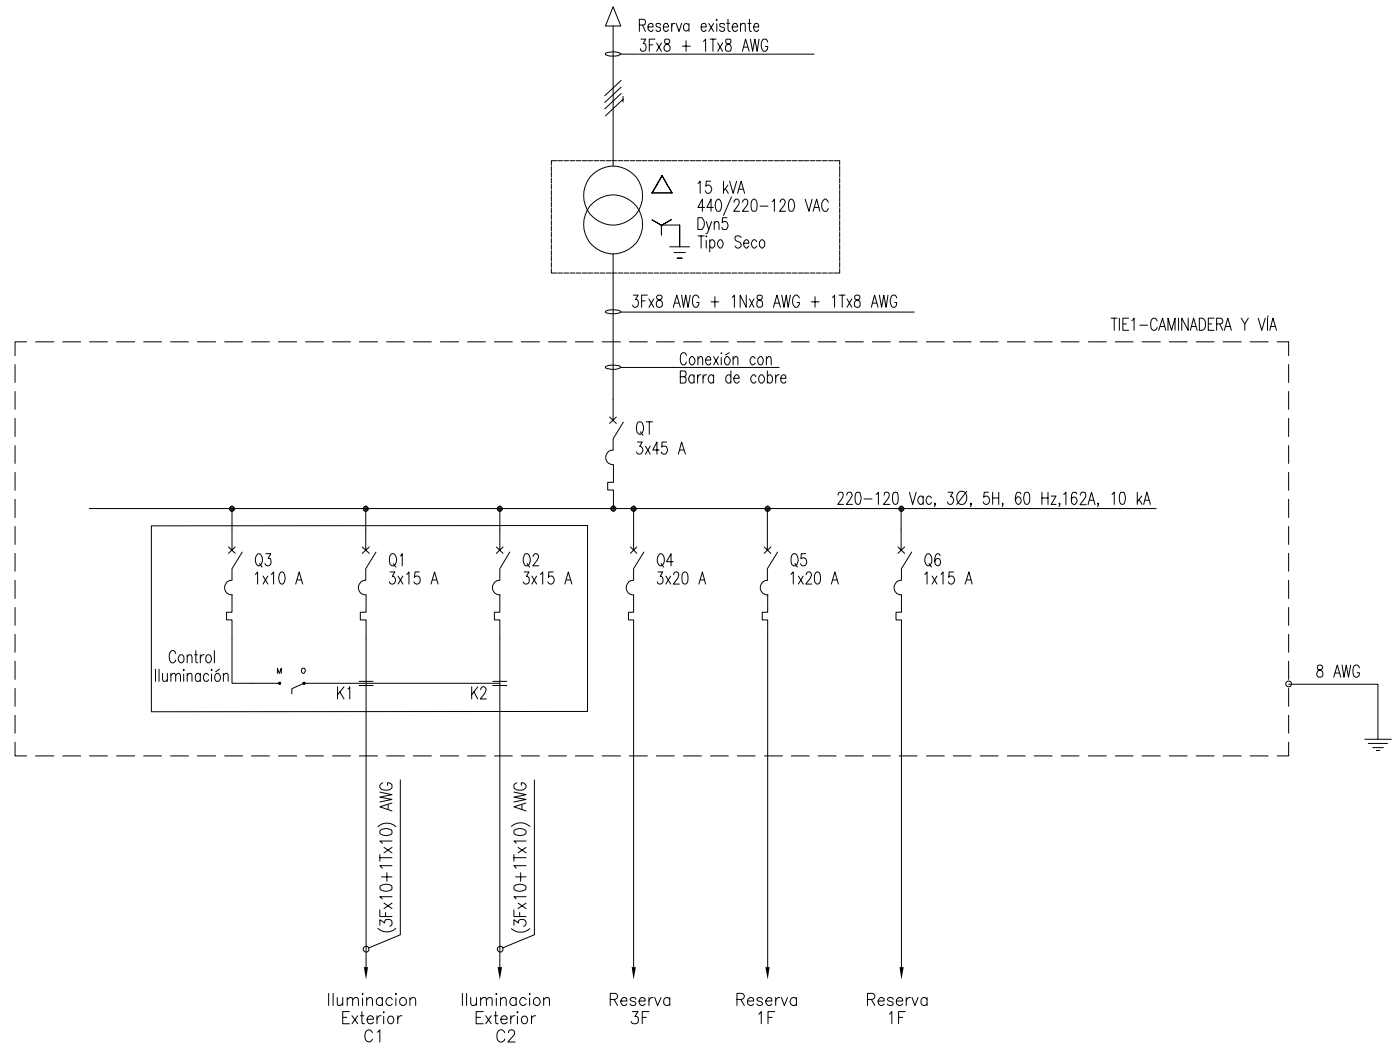 Reserva existente
3Fx8 + 1Tx8 AWG
15 kVA
440/220-120 VAC
Dyn5
Tipo Seco
3Fx8 AWG + 1Nx8 AWG + 1Tx8 AWG
TIE1-CAMINADERA Y VÍA
Conexión con
Barra de cobre
QT
3x45 A
220-120 Vac, 3Ø, 5H, 60 Hz,162A, 10 kA
Q3
1x10 A
Q1
3x15 A
Q2
3x15 A
Q4
3x20 A
Q5
1x20 A
Q6
1x15 A
Control
Iluminación
M O
K1
K2
8 AWG
(3Fx10+1Tx10) AWG
(3Fx10+1Tx10) AWG
Iluminacion
Exterior
C1
Iluminacion
Exterior
C2
Reserva
3F
Reserva
1F
Reserva
1F